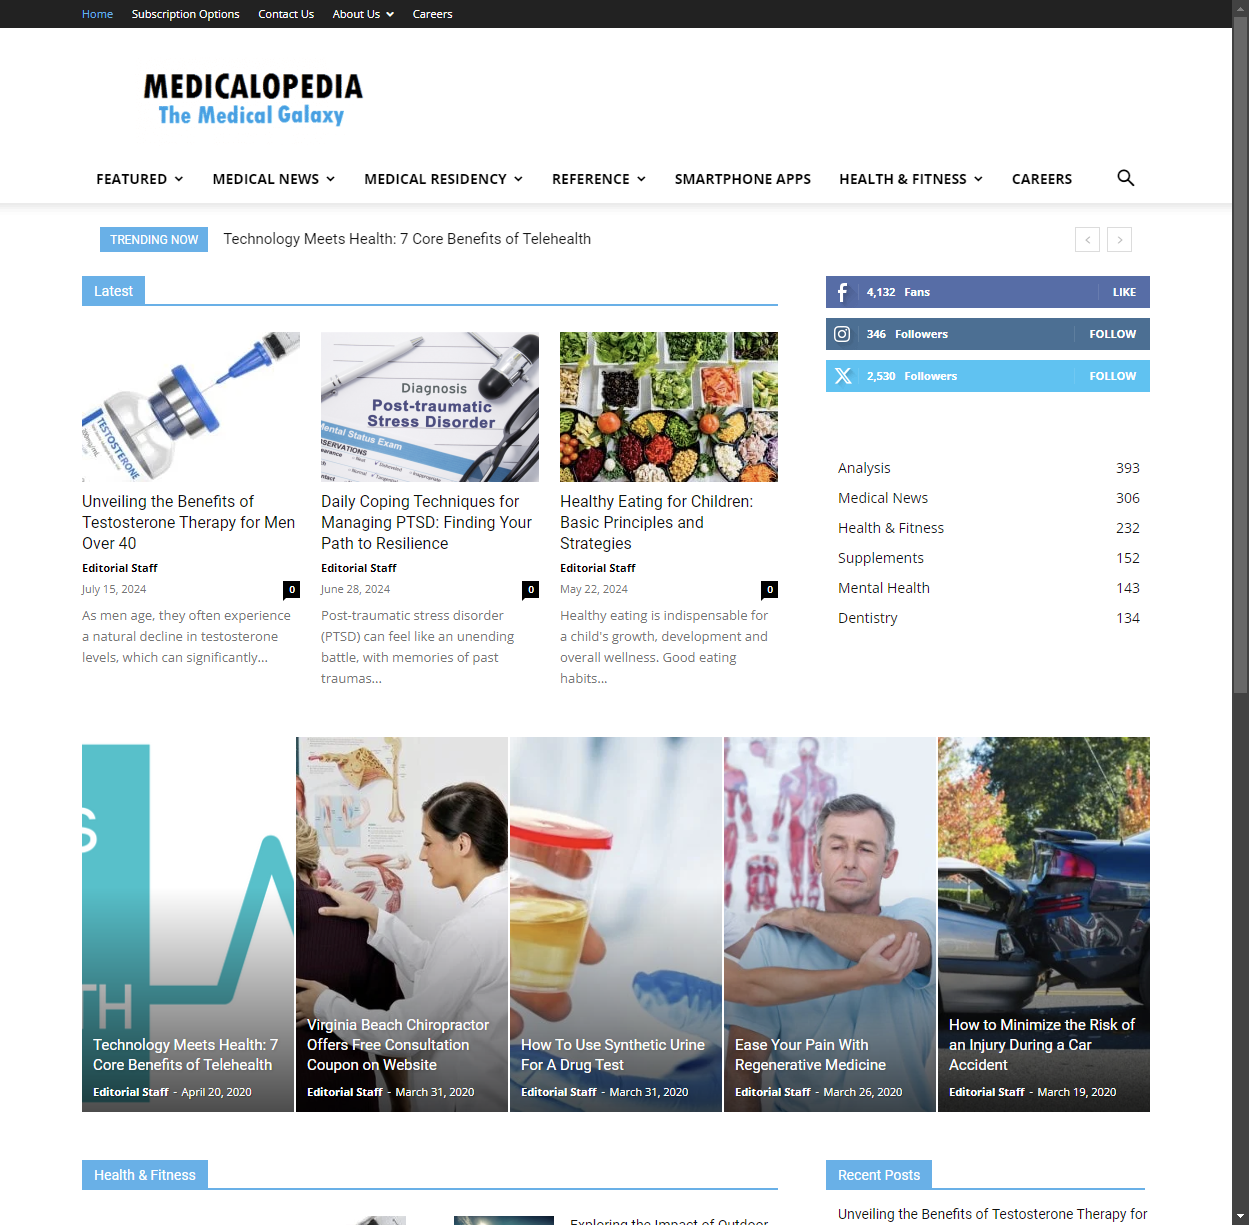 Home Subscription Options Contact Us About Us Careers
MEDICALOPEDIA
The Medical Galaxy
FEATURED MEDICAL NEWS MEDICAL RESIDENCY REFERENCE SMARTPHONE APPS HEALTH & FITNESS CAREERS
TRENDING NOW Technology Meets Health: 7 Core Benefits of Telehealth
Latest
TESTOSTERONE
Diagnosis
Post-traumatic
Stress Disorder
Mental Status Exam
Unveiling the Benefits of
Testosterone Therapy for Men
Over 40
Editorial Staff
July 15, 2024 0
As men age, they often experience
a natural decline in testosterone
levels, which can significantly...
Daily Coping Techniques for
Managing PTSD: Finding Your
Path to Resilience
Editorial Staff
June 28, 2024 0
Post-traumatic stress disorder
(PTSD) can feel like an unending
battle, with memories of past
traumas...
Healthy Eating for Children:
Basic Principles and
Strategies
Editorial Staff
May 22, 2024 0
Healthy eating is indispensable for
a child's growth, development and
overall wellness. Good eating
habits...
4,132 Fans LIKE
346 Followers FOLLOW
2,530 Followers FOLLOW
Analysis 393
Medical News 306
Health & Fitness 232
Supplements 152
Mental Health 143
Dentistry 134
S
TH
Technology Meets Health: 7
Core Benefits of Telehealth
Editorial Staff - April 20, 2020
Virginia Beach Chiropractor
Offers Free Consultation
Coupon on Website
Editorial Staff - March 31, 2020
How To Use Synthetic Urine
For A Drug Test
Editorial Staff - March 31, 2020
Ease Your Pain With
Regenerative Medicine
Editorial Staff - March 26, 2020
How to Minimize the Risk of
an Injury During a Car
Accident
Editorial Staff - March 19, 2020
Health & Fitness
Exploring the Impact of Outdoor
Recent Posts
Unveiling the Benefits of Testosterone Therapy for